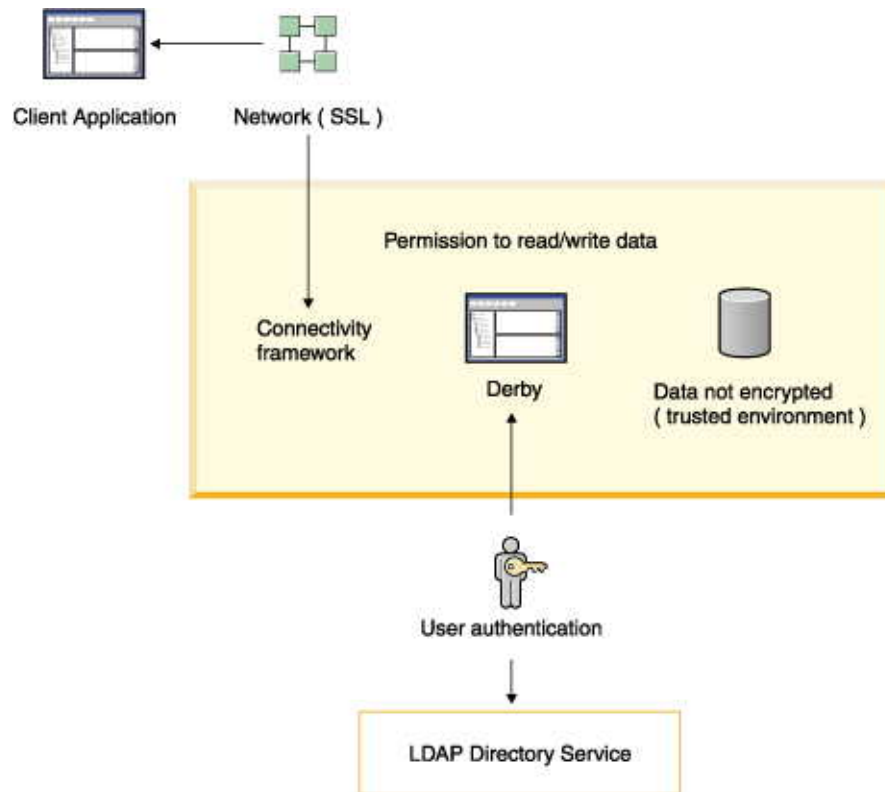 Client Application
Network ( SSL )
Permission to read/write data
Connectivity
framework
Derby
Data not encrypted
( trusted environment )
User authentication
LDAP Directory Service